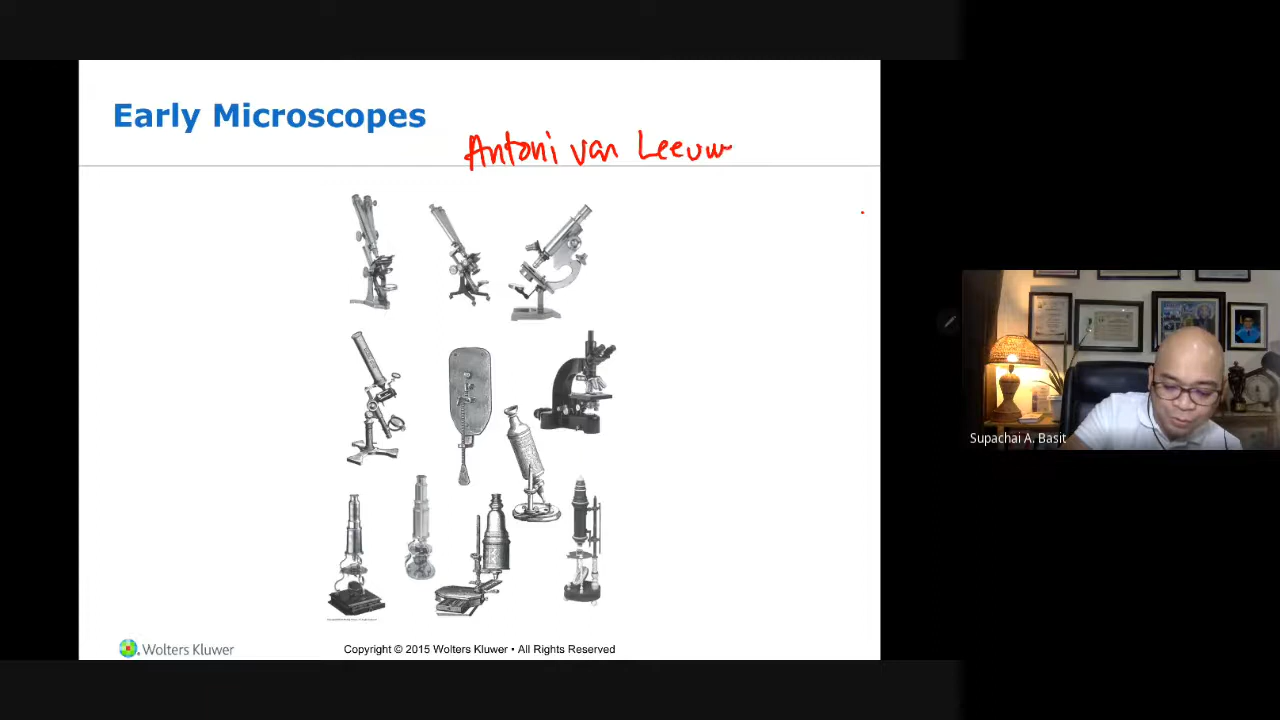 Early Microscopes
Antoni van Leeuw
Supachai A. Basit
Wolters Kluwer
Copyright © 2015 Wolters Kluwer • All Rights Reserved